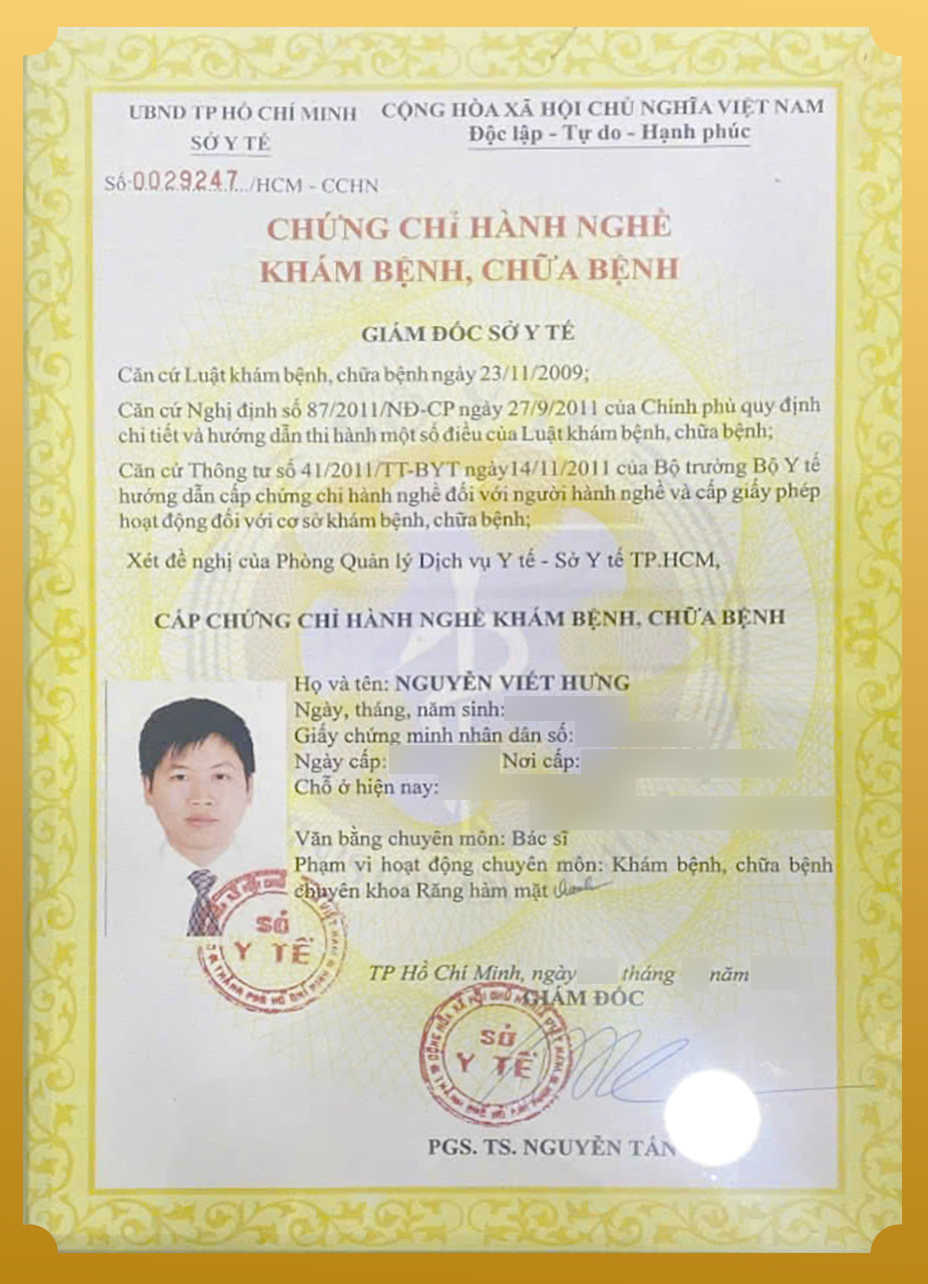 UBND TP HỒ CHÍ MINH
SỞ Y TẾ
CỘNG HÒA XÃ HỘI CHỦ NGHĨA VIỆT NAM
Độc lập - Tự do - Hạnh phúc
Số: 0029247 /HCM - CCHN
CHỨNG CHỈ HÀNH NGHỀ
KHÁM BỆNH, CHỮA BỆNH
GIÁM ĐỐC SỞ Y TẾ
Căn cứ Luật khám bệnh, chữa bệnh ngày 23/11/2009;
Căn cứ Nghị định số 87/2011/NĐ-CP ngày 27/9/2011 của Chính phủ quy định
chi tiết và hướng dẫn thi hành một số điều của Luật khám bệnh, chữa bệnh;
Căn cứ Thông tư số 41/2011/TT-BYT ngày14/11/2011 của Bộ trưởng Bộ Y tế
hướng dẫn cấp chứng chỉ hành nghề đối với người hành nghề và cấp giấy phép
hoạt động đối với cơ sở khám bệnh, chữa bệnh;
Xét đề nghị của Phòng Quản lý Dịch vụ Y tế - Sở Y tế TP.HCM,
CẤP CHỨNG CHỈ HÀNH NGHỀ KHÁM BỆNH, CHỮA BỆNH
Họ và tên: NGUYỄN VIẾT HƯNG
Ngày, tháng, năm sinh:
Giấy chứng minh nhân dân số:
Ngày cấp: Nơi cấp:
Chỗ ở hiện nay:
Văn bằng chuyên môn: Bác sĩ
Phạm vi hoạt động chuyên môn: Khám bệnh, chữa bệnh
chuyên khoa Răng hàm mặt
SỞ
Y TẾ
TP Hồ Chí Minh, ngày tháng năm
GIÁM ĐỐC
SỞ
Y TẾ
PGS. TS. NGUYỄN TẤN